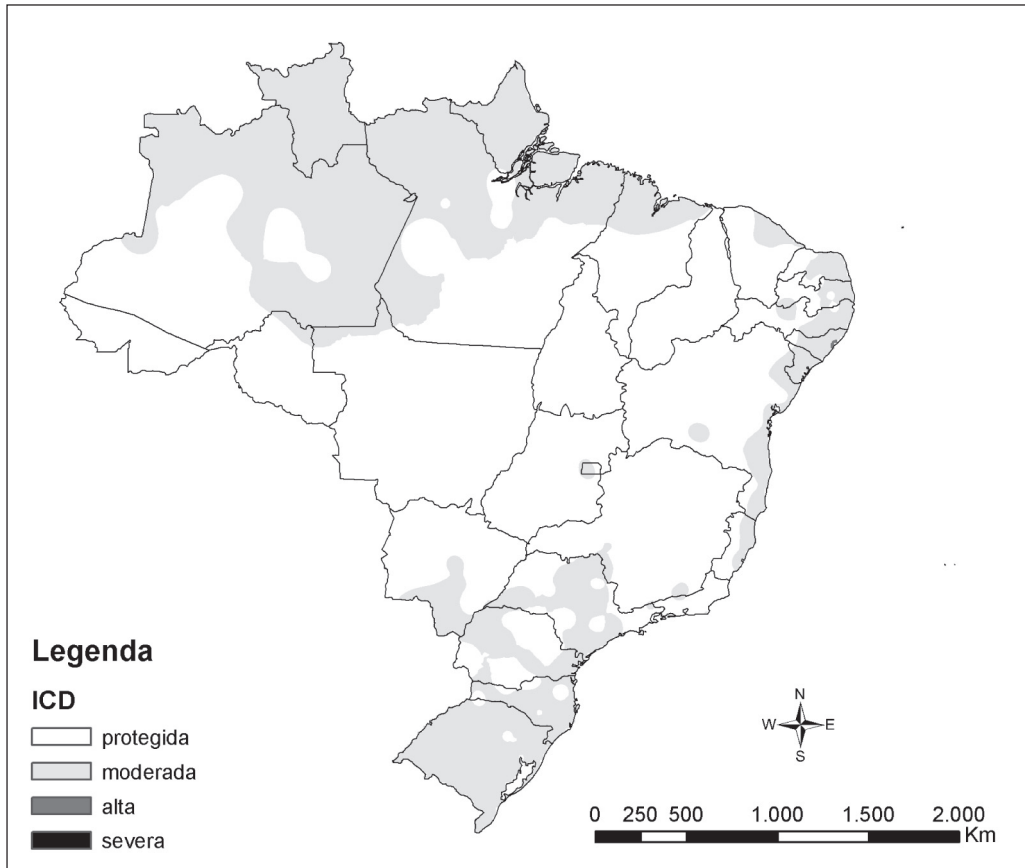 Legenda
ICD
protegida
moderada
alta
severa
N
W E
S
0 250 500 1.000 1.500 2.000
Km